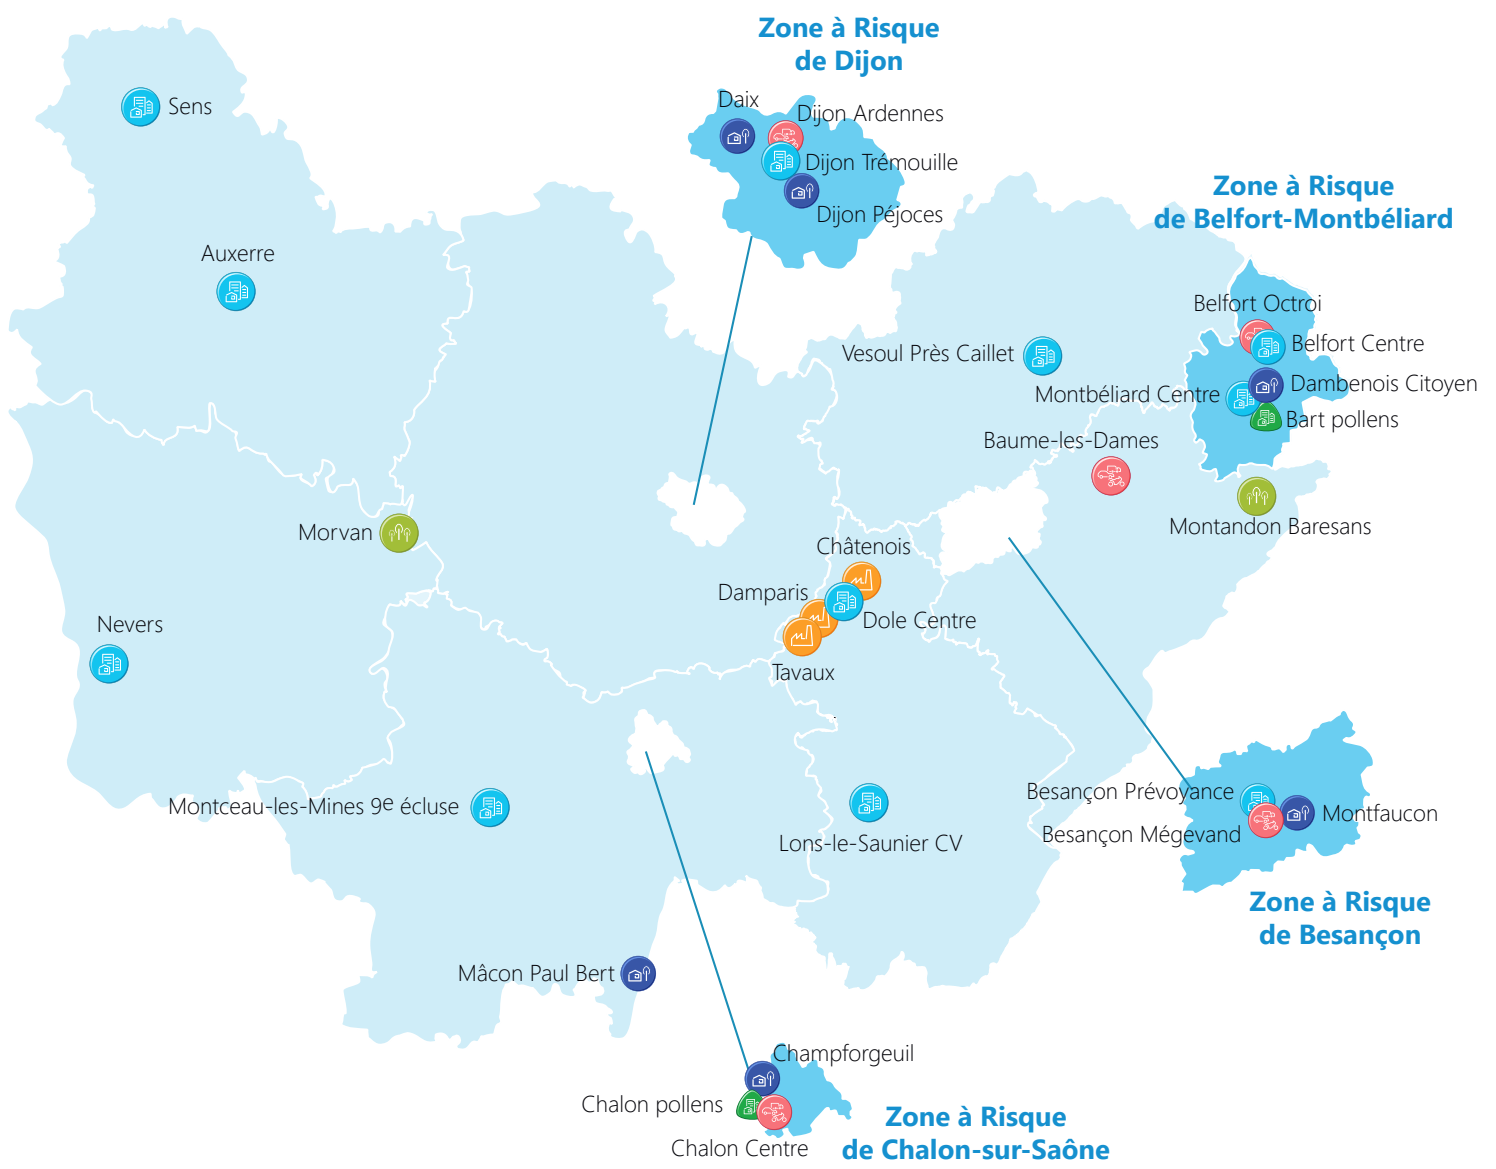 Zone à Risque
de Dijon
Daix
Dijon Ardennes
Dijon Trémouille
Dijon Péjoces
Sens
Auxerre
Zone à Risque
de Belfort-Montbéliard
Belfort Octroi
Belfort Centre
Dambenois Citoyen
Montbéliard Centre
Bart pollens
Vesoul Près Caillet
Baume-les-Dames
Montandon Baresans
Morvan
Châtenois
Damparis
Dole Centre
Tavaux
Nevers
Montceau-les-Mines 9e écluse
Lons-le-Saunier CV
Besançon Prévoyance
Montfaucon
Besançon Mégevand
Zone à Risque
de Besançon
Mâcon Paul Bert
Champforgeuil
Chalon pollens
Chalon Centre
Zone à Risque
de Chalon-sur-Saône